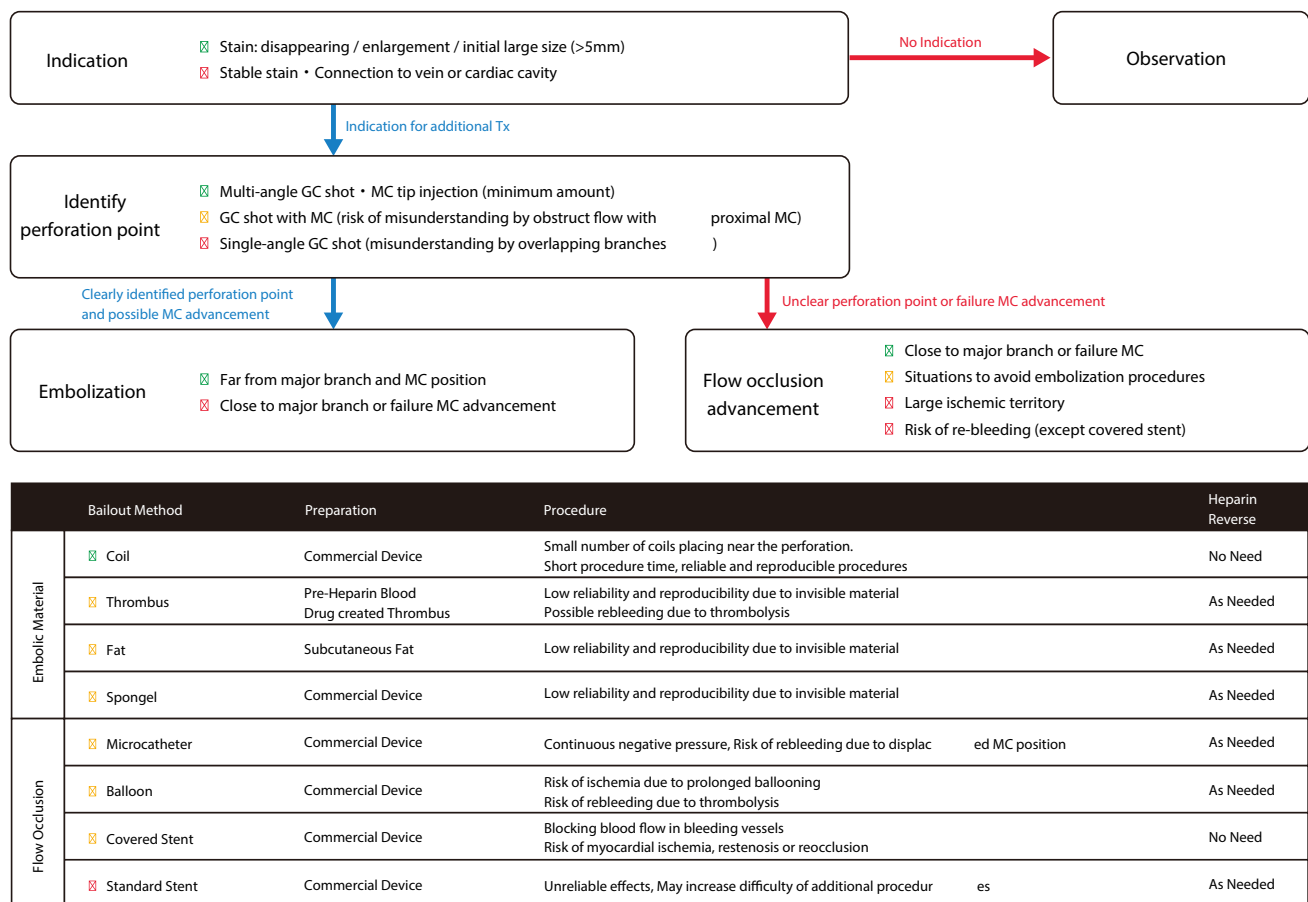 Indication
Stain: disappearing / enlargement / initial large size (>5mm)
Stable stain・Connection to vein or cardiac cavity
No Indication
Observation
Indication for additional Tx
Identify
perforation point
Multi-angle GC shot・MC tip injection (minimum amount)
GC shot with MC (risk of misunderstanding by obstruct flow with proximal MC)
Single-angle GC shot (misunderstanding by overlapping branches )
Clearly identified perforation point
and possible MC advancement
Unclear perforation point or failure MC advancement
Embolization
Far from major branch and MC position
Close to major branch or failure MC advancement
Flow occlusion
advancement
Close to major branch or failure MC
Situations to avoid embolization procedures
Large ischemic territory
Risk of re-bleeding (except covered stent)
Bailout Method Preparation Procedure Heparin
Reverse
Embolic Material
Coil Commercial Device Small number of coils placing near the perforation. No Need
Short procedure time, reliable and reproducible procedures
Thrombus Pre-Heparin Blood Low reliability and reproducibility due to invisible material As Needed
Drug created Thrombus Possible rebleeding due to thrombolysis
Fat Subcutaneous Fat Low reliability and reproducibility due to invisible material As Needed
Spongel Commercial Device Low reliability and reproducibility due to invisible material As Needed
Flow Occlusion
Microcatheter Commercial Device Continuous negative pressure, Risk of rebleeding due to displac ed MC position As Needed
Balloon Commercial Device Risk of ischemia due to prolonged ballooning As Needed
Risk of rebleeding due to thrombolysis
Covered Stent Commercial Device Blocking blood flow in bleeding vessels No Need
Risk of myocardial ischemia, restenosis or reocclusion
Standard Stent Commercial Device Unreliable effects, May increase difficulty of additional procedur es As Needed